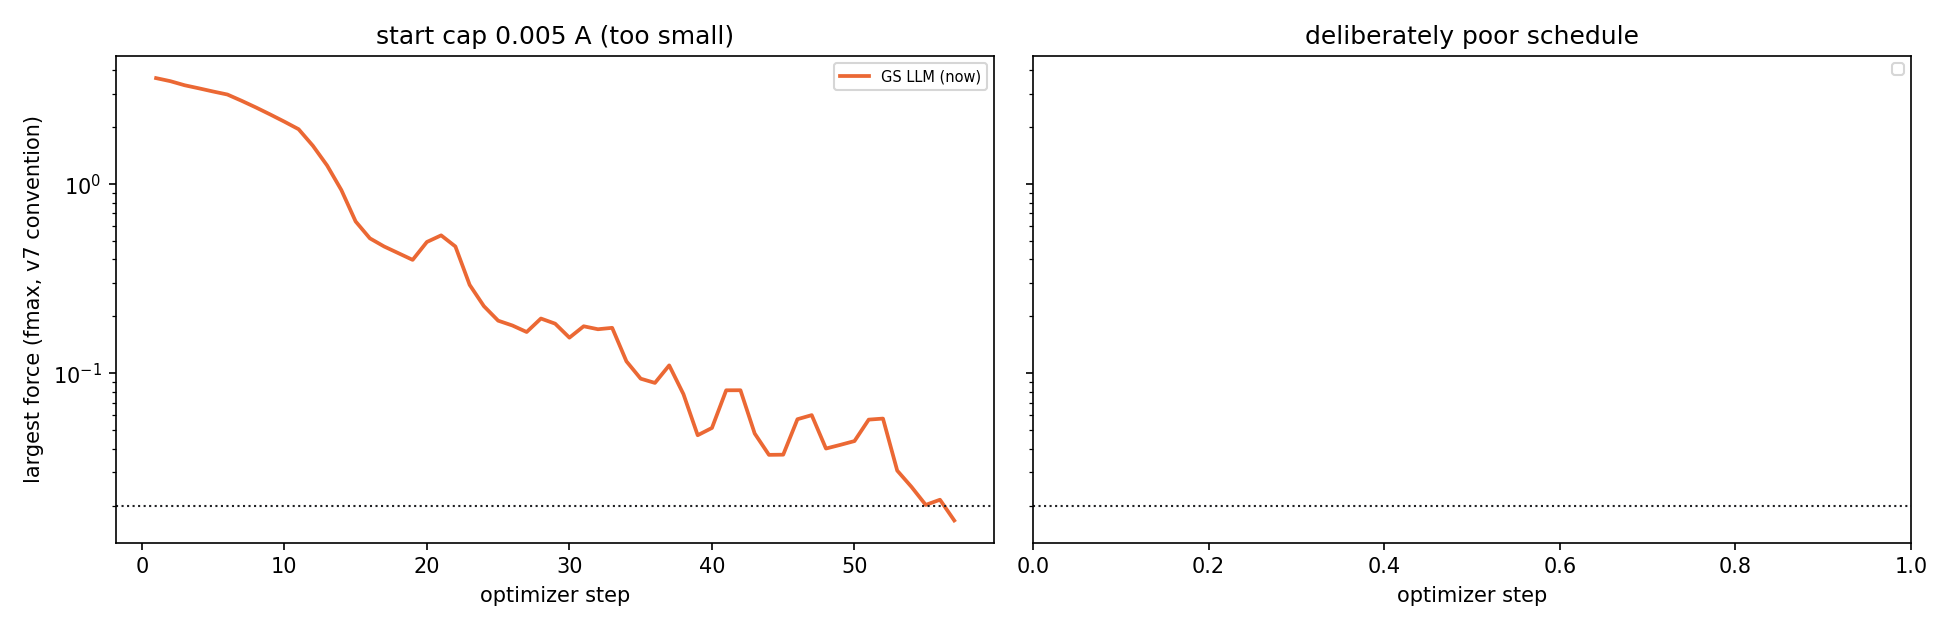 start cap 0.005 A (too small)
GS LLM (now)
largest force (fmax, v7 convention)
10⁰
10⁻¹
0 10 20 30 40 50
optimizer step
deliberately poor schedule
0.0 0.2 0.4 0.6 0.8 1.0
optimizer step